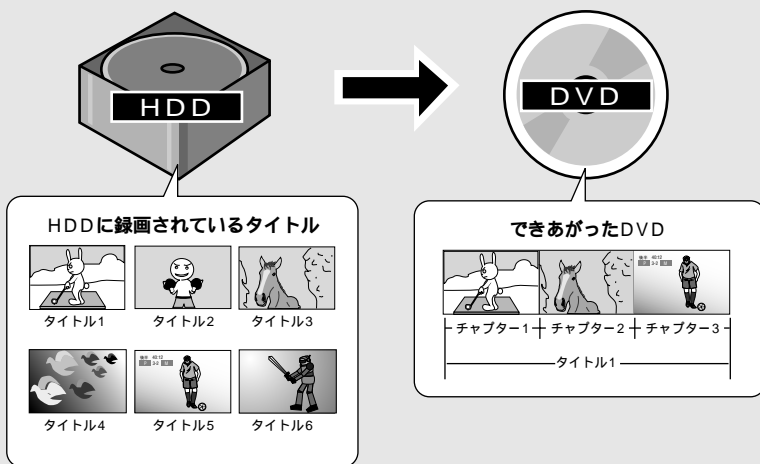 HDD
DVD
HDDに録画されているタイトル
タイトル1
タイトル2
タイトル3
タイトル4
タイトル5
タイトル6
できあがったDVD
チャプター1
チャプター2
チャプター3
タイトル1